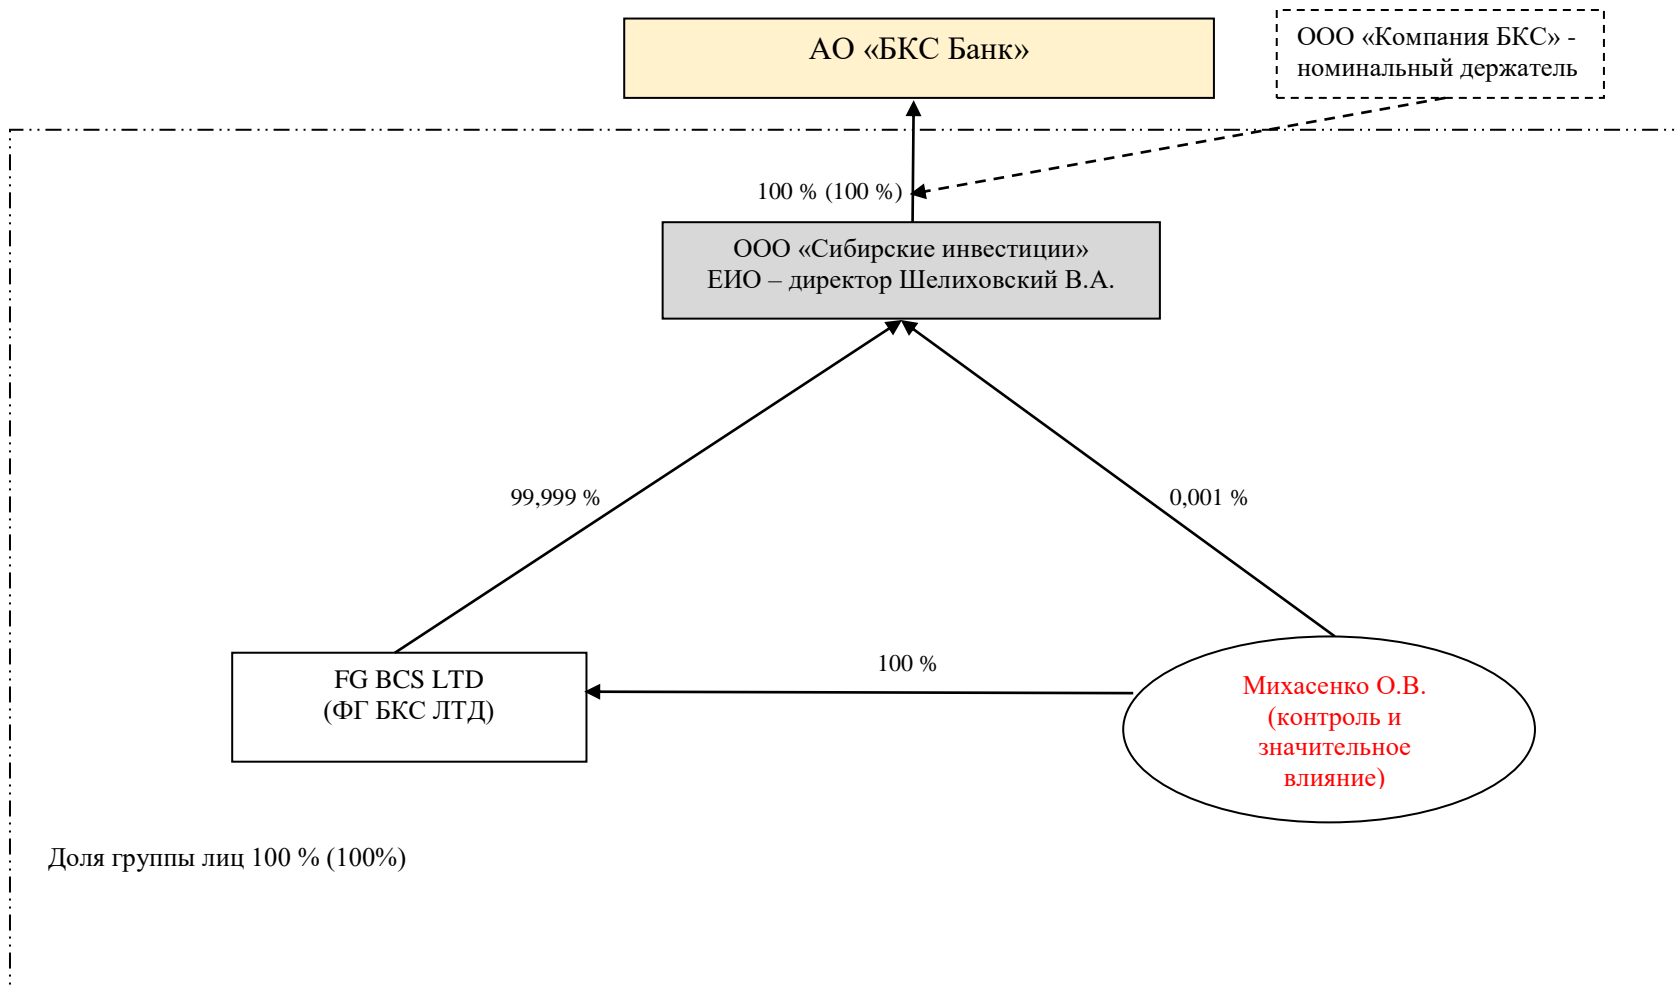 АО «БКС Банк»
ООО «Компания БКС» -
номинальный держатель
100 % (100 %)
ООО «Сибирские инвестиции»
ЕИО – директор Шелиховский В.А.
99,999 %
0,001 %
100 %
FG BCS LTD
(ФГ БКС ЛТД)
Михасенко О.В.
(контроль и
значительное
влияние)
Доля группы лиц 100 % (100%)